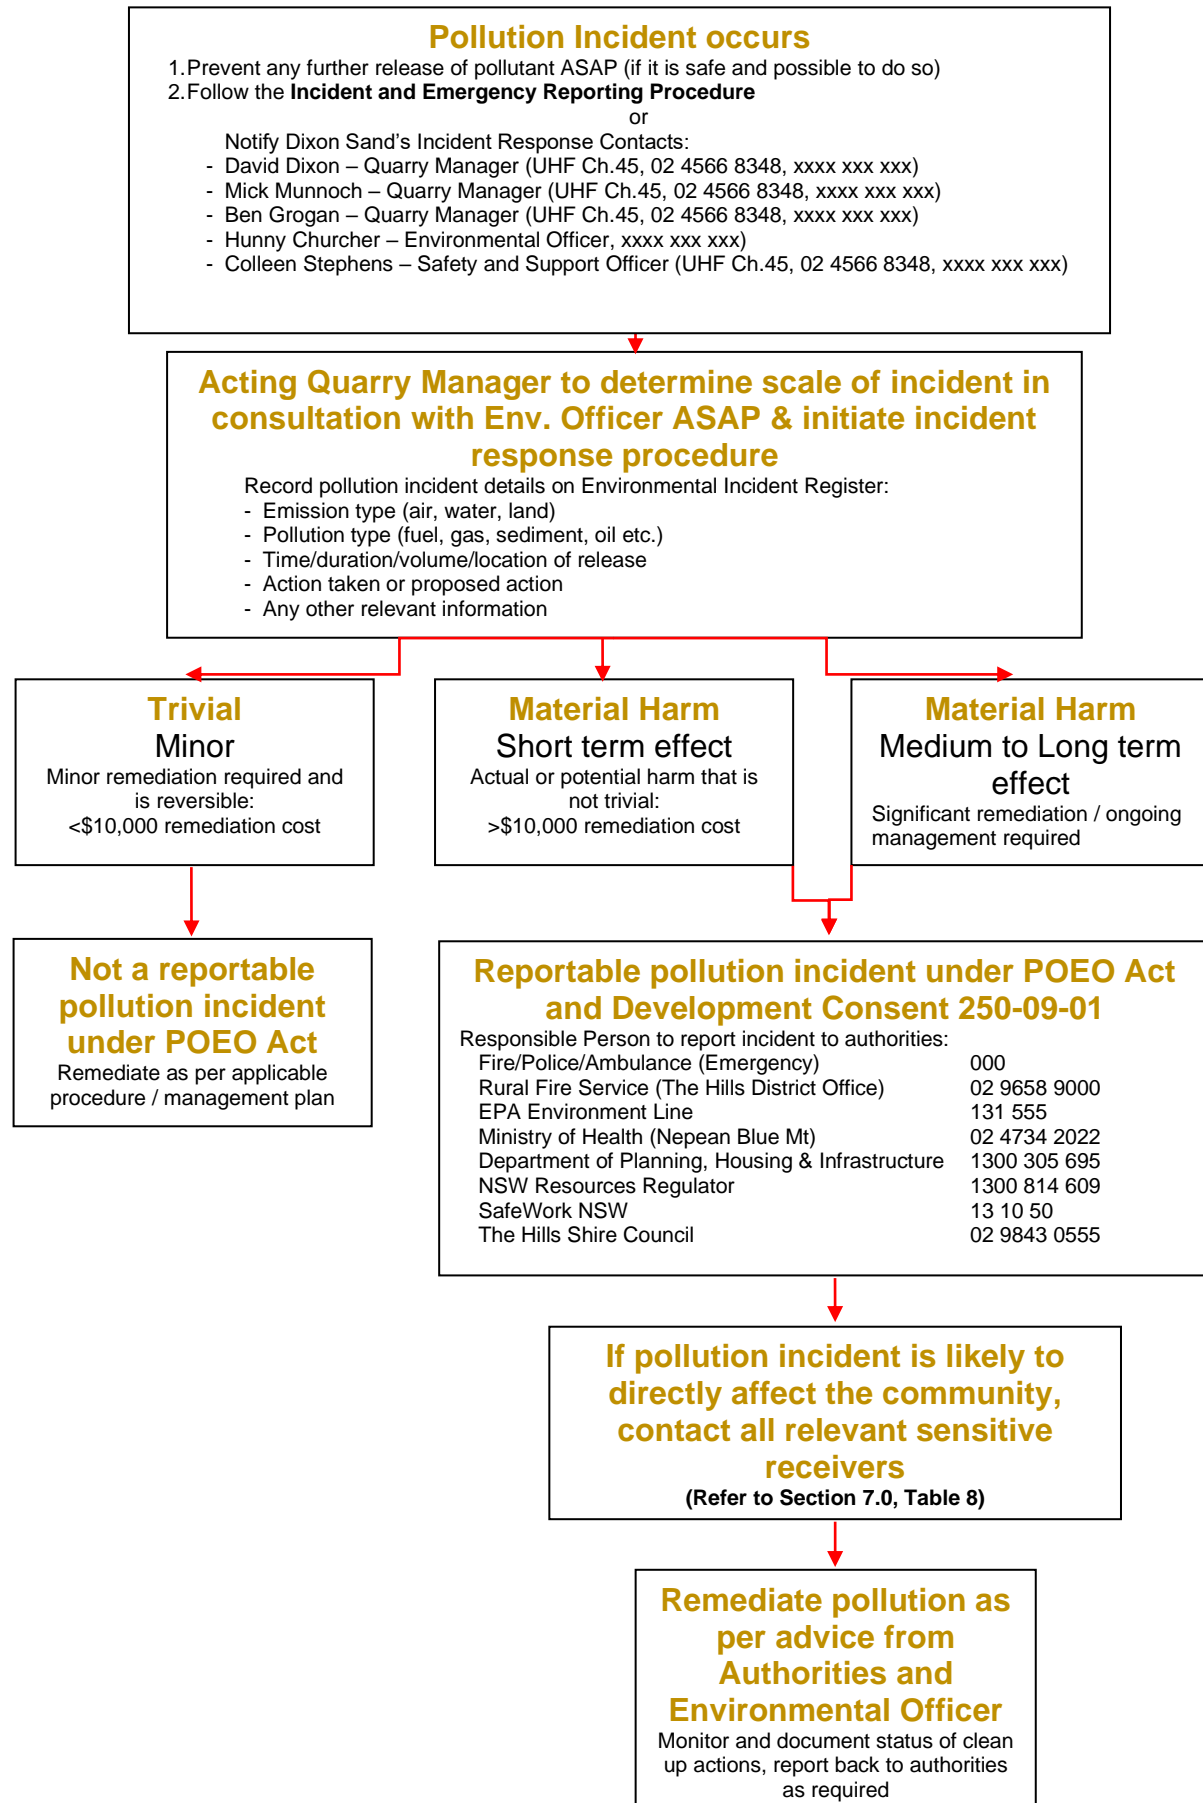 Pollution Incident occurs
1.Prevent any further release of pollutant ASAP (if it is safe and possible to do so)
2.Follow the Incident and Emergency Reporting Procedure
or
Notify Dixon Sand's Incident Response Contacts:
- David Dixon – Quarry Manager (UHF Ch.45, 02 4566 8348, xxxx xxx xxx)
- Mick Munnoch – Quarry Manager (UHF Ch.45, 02 4566 8348, xxxx xxx xxx)
- Ben Grogan – Quarry Manager (UHF Ch.45, 02 4566 8348, xxxx xxx xxx)
- Hunny Churcher – Environmental Officer, xxxx xxx xxx)
- Colleen Stephens – Safety and Support Officer (UHF Ch.45, 02 4566 8348, xxxx xxx xxx)
Acting Quarry Manager to determine scale of incident in
consultation with Env. Officer ASAP & initiate incident
response procedure
Record pollution incident details on Environmental Incident Register:
- Emission type (air, water, land)
- Pollution type (fuel, gas, sediment, oil etc.)
- Time/duration/volume/location of release
- Action taken or proposed action
- Any other relevant information
Trivial
Minor
Minor remediation required and
is reversible:
<$10,000 remediation cost
Material Harm
Short term effect
Actual or potential harm that is
not trivial:
>$10,000 remediation cost
Material Harm
Medium to Long term
effect
Significant remediation / ongoing
management required
Not a reportable
pollution incident
under POEO Act
Remediate as per applicable
procedure / management plan
Reportable pollution incident under POEO Act
and Development Consent 250-09-01
Responsible Person to report incident to authorities:
Fire/Police/Ambulance (Emergency) 000
Rural Fire Service (The Hills District Office) 02 9658 9000
EPA Environment Line 131 555
Ministry of Health (Nepean Blue Mt) 02 4734 2022
Department of Planning, Housing & Infrastructure 1300 305 695
NSW Resources Regulator 1300 814 609
SafeWork NSW 13 10 50
The Hills Shire Council 02 9843 0555
If pollution incident is likely to
directly affect the community,
contact all relevant sensitive
receivers
(Refer to Section 7.0, Table 8)
Remediate pollution as
per advice from
Authorities and
Environmental Officer
Monitor and document status of clean
up actions, report back to authorities
as required